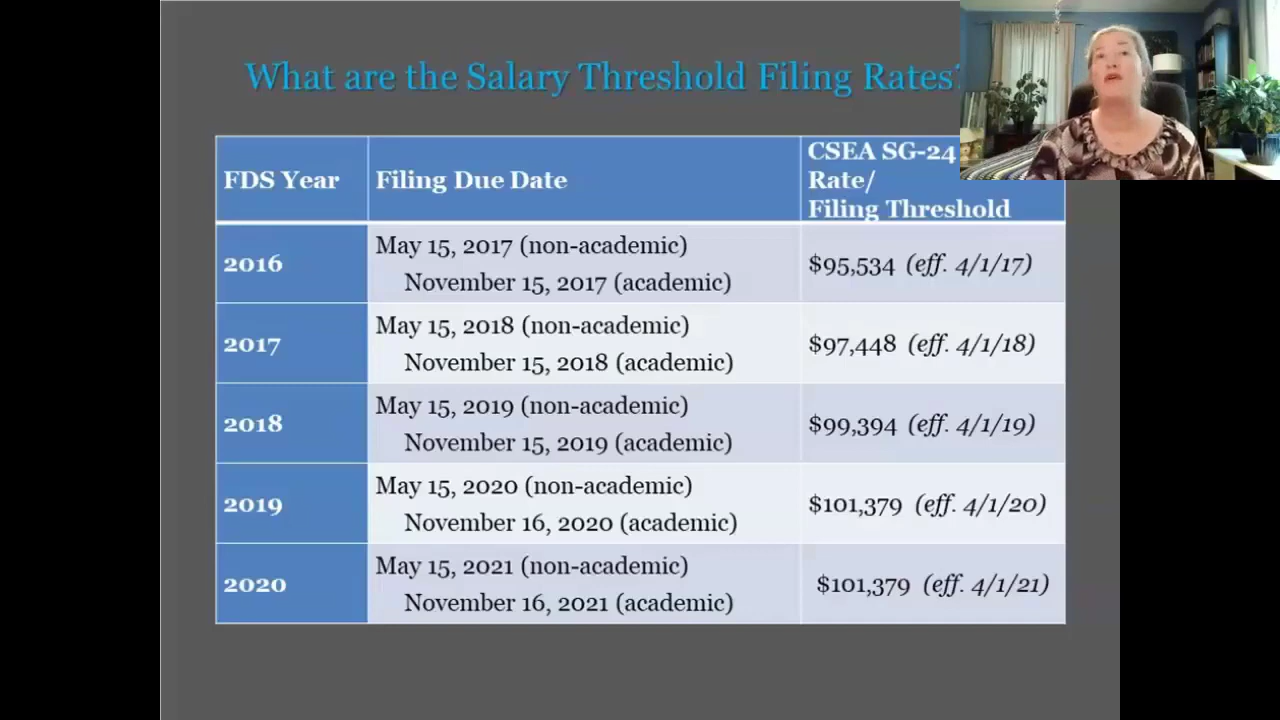 What are the Salary Threshold Filing Rates?
FDS Year
Filing Due Date
CSEA SG-24
Rate/
Filing Threshold
2016
May 15, 2017 (non-academic)
November 15, 2017 (academic)
$95,534 (eff. 4/1/17)
2017
May 15, 2018 (non-academic)
November 15, 2018 (academic)
$97,448 (eff. 4/1/18)
2018
May 15, 2019 (non-academic)
November 15, 2019 (academic)
$99,394 (eff. 4/1/19)
2019
May 15, 2020 (non-academic)
November 16, 2020 (academic)
$101,379 (eff. 4/1/20)
2020
May 15, 2021 (non-academic)
November 16, 2021 (academic)
$101,379 (eff. 4/1/21)